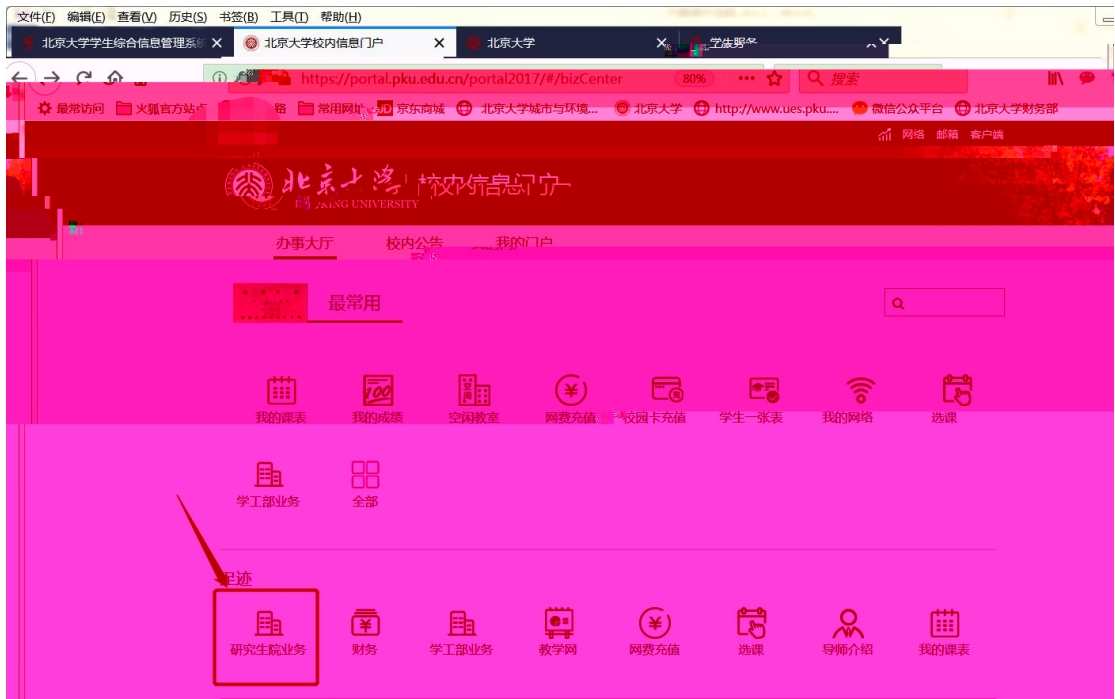 文件(F) 编辑(E) 查看(V) 历史(S) 书签(B) 工具(T) 帮助(H)
北京大学学生综合信息管理系统 北京大学校内信息门户 北京大学
https://portal.pku.edu.cn/portal2017/#/bizCenter 80% 搜索
最常访问 火狐官方站点 常用网址 JD 京东商城 北京大学城市与环境... 北京大学 http://www.ues.pku.... 微信公众平台 北京大学财务部
网络 邮箱 客户端
北京大学 校内信息门户
PEKING UNIVERSITY
办事大厅 校内公告 我的门户
最常用
我的课表 我的成绩 空闲教室 网费充值 校园卡充值 学生一张表 我的网络 选课
学工部业务 全部
足迹
研究生院业务 财务 学工部业务 教学网 网费充值 选课 导师介绍 我的课表